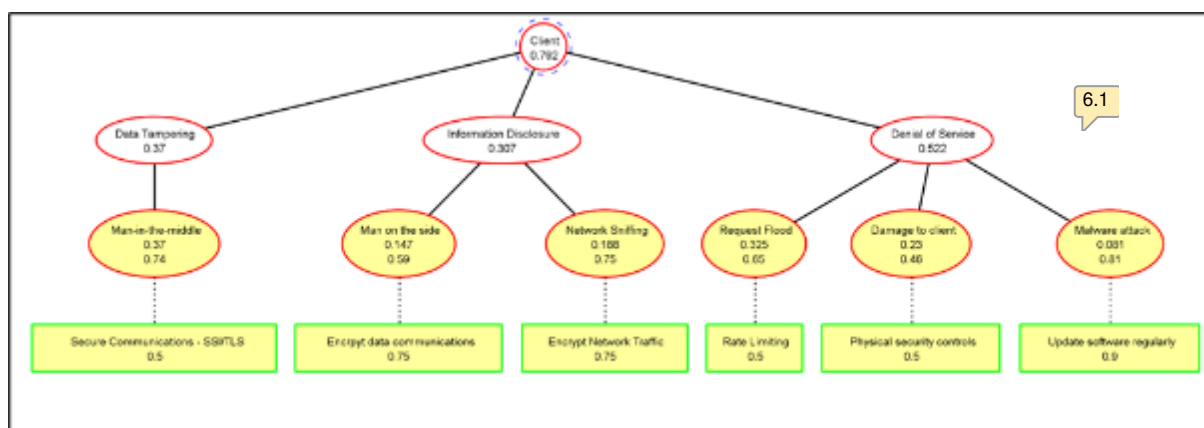 Client
0.792
6.1
Data Tampering
0.37
Information Disclosure
0.307
Denial of Service
0.522
Man-in-the-middle
0.37
0.74
Man on the side
0.147
0.59
Network Sniffing
0.188
0.75
Request Flood
0.325
0.65
Damage to client
0.23
0.46
Malware attack
0.081
0.81
Secure Communications - SSl/TLS
0.5
Encrpyt data communications
0.75
Encrypt Network Traffic
0.75
Rate Limiting
0.5
Physical security controls
0.5
Update software regularly
0.9